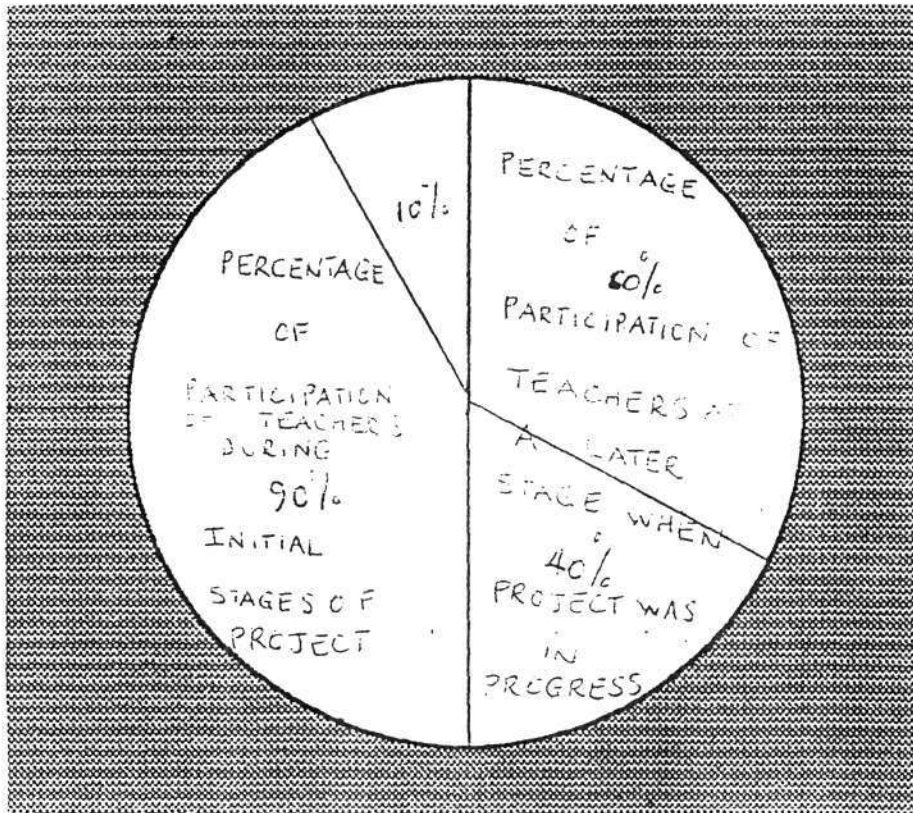 10%
PERCENTAGE
OF
PARTICIPATION
OF TEACHERS
DURING
90%
INITIAL
STAGES OF
PROJECT
PERCENTAGE
OF
60%
PARTICIPATION OF
TEACHERS AT
A LATER
STAGE WHEN
40%
PROJECT WAS
IN
PROGRESS